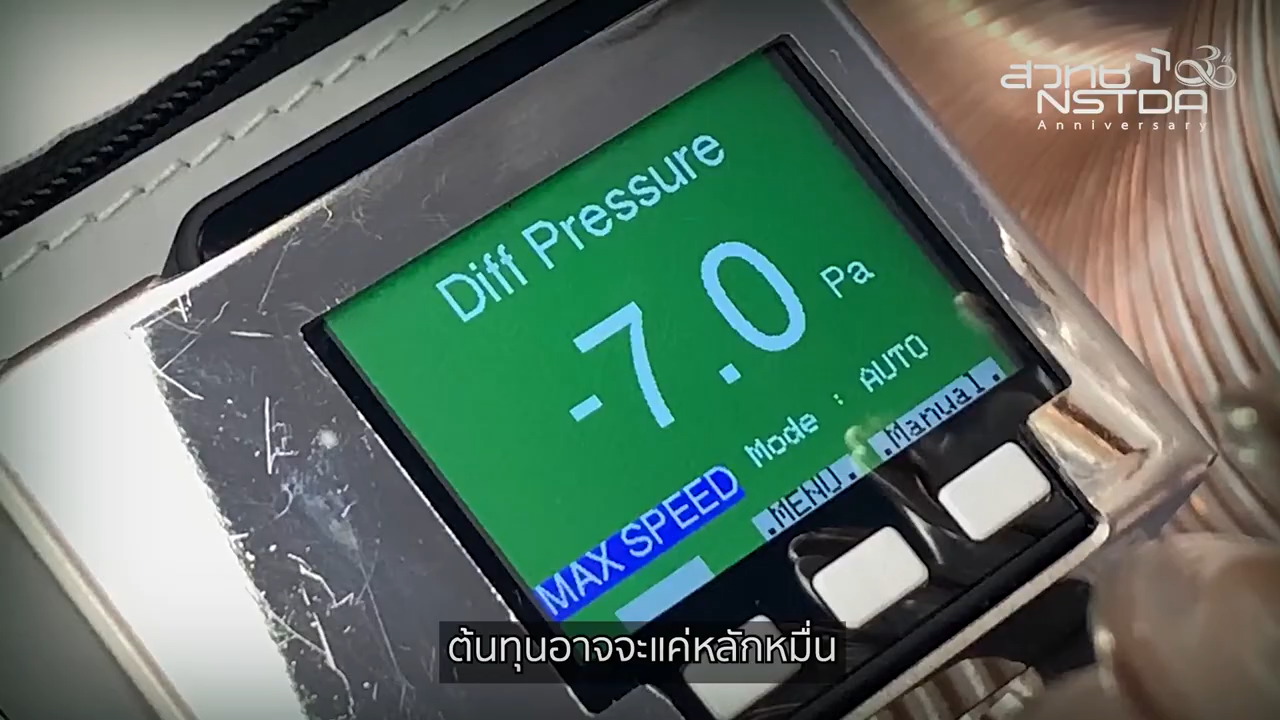 สวทช
NSTDA
Anniversary
Diff Pressure
-7.0 Pa
MAX SPEED Mode : AUTO
.MENU. .Manual.
ต้นทุนอาจจะแค่หลักหมื่น